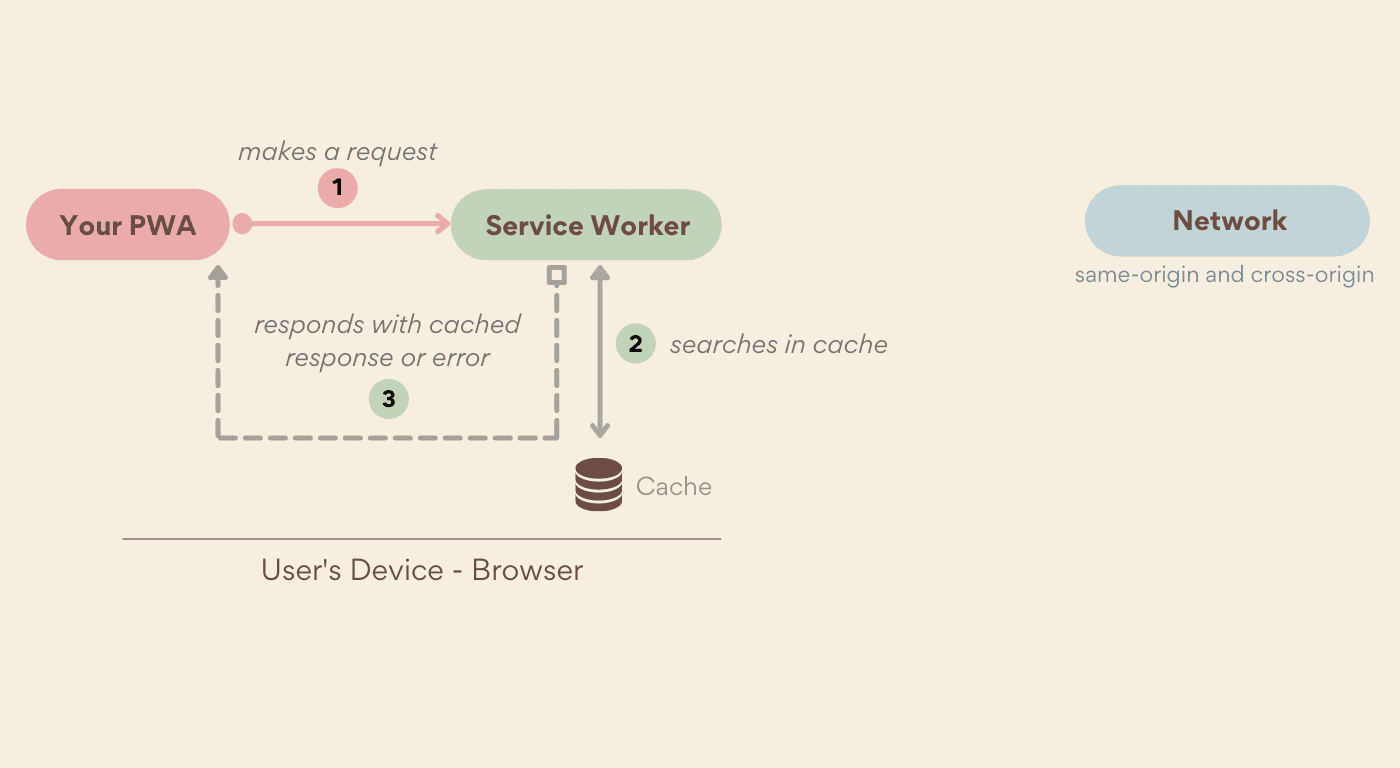 makes a request
1
Your PWA
Service Worker
Network
same-origin and cross-origin
responds with cached
response or error
3
2
searches in cache
Cache
User's Device - Browser